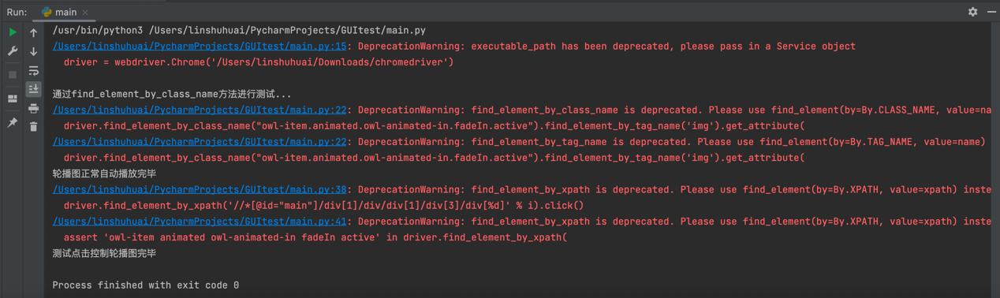 Run: main
/usr/bin/python3 /Users/linshuhuai/PycharmProjects/GUItest/main.py
/Users/linshuhuai/PycharmProjects/GUItest/main.py:15: DeprecationWarning: executable_path has been deprecated, please pass in a Service object
driver = webdriver.Chrome('/Users/linshuhuai/Downloads/chromedriver')
通过find_element_by_class_name方法进行测试...
/Users/linshuhuai/PycharmProjects/GUItest/main.py:22: DeprecationWarning: find_element_by_class_name is deprecated. Please use find_element(by=By.CLASS_NAME, value=na
driver.find_element_by_class_name("owl-item.animated.owl-animated-in.fadeIn.active").find_element_by_tag_name('img').get_attribute(
/Users/linshuhuai/PycharmProjects/GUItest/main.py:22: DeprecationWarning: find_element_by_tag_name is deprecated. Please use find_element(by=By.TAG_NAME, value=name)
driver.find_element_by_class_name("owl-item.animated.owl-animated-in.fadeIn.active").find_element_by_tag_name('img').get_attribute(
轮播图正常自动播放完毕
/Users/linshuhuai/PycharmProjects/GUItest/main.py:38: DeprecationWarning: find_element_by_xpath is deprecated. Please use find_element(by=By.XPATH, value=xpath) inste
driver.find_element_by_xpath('//*[@id="main"]/div[1]/div/div[1]/div[3]/div[%d]' % i).click()
/Users/linshuhuai/PycharmProjects/GUItest/main.py:41: DeprecationWarning: find_element_by_xpath is deprecated. Please use find_element(by=By.XPATH, value=xpath) inste
assert 'owl-item animated owl-animated-in fadeIn active' in driver.find_element_by_xpath(
测试点击控制轮播图完毕
Process finished with exit code 0